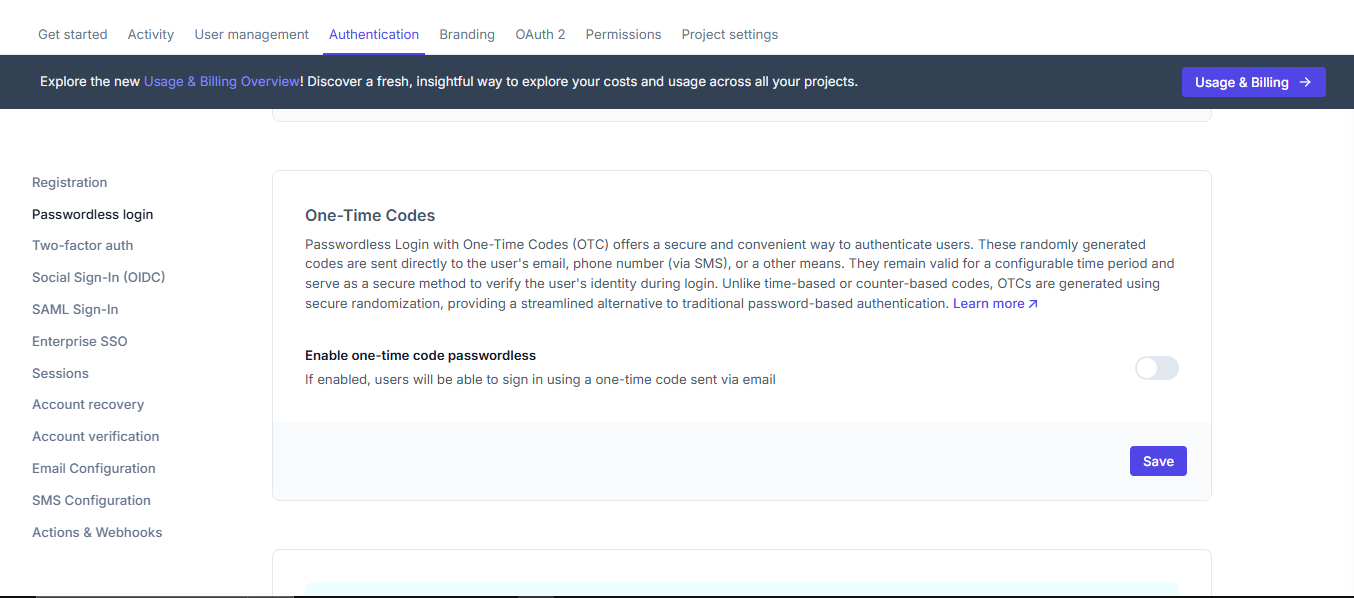 Get started Activity User management Authentication Branding OAuth 2 Permissions Project settings
Explore the new Usage & Billing Overview! Discover a fresh, insightful way to explore your costs and usage across all your projects.
Usage & Billing →
Registration
Passwordless login
Two-factor auth
Social Sign-In (OIDC)
SAML Sign-In
Enterprise SSO
Sessions
Account recovery
Account verification
Email Configuration
SMS Configuration
Actions & Webhooks
One-Time Codes
Passwordless Login with One-Time Codes (OTC) offers a secure and convenient way to authenticate users. These randomly generated
codes are sent directly to the user's email, phone number (via SMS), or a other means. They remain valid for a configurable time period and
serve as a secure method to verify the user's identity during login. Unlike time-based or counter-based codes, OTCs are generated using
secure randomization, providing a streamlined alternative to traditional password-based authentication. Learn more ↗
Enable one-time code passwordless
If enabled, users will be able to sign in using a one-time code sent via email
Save